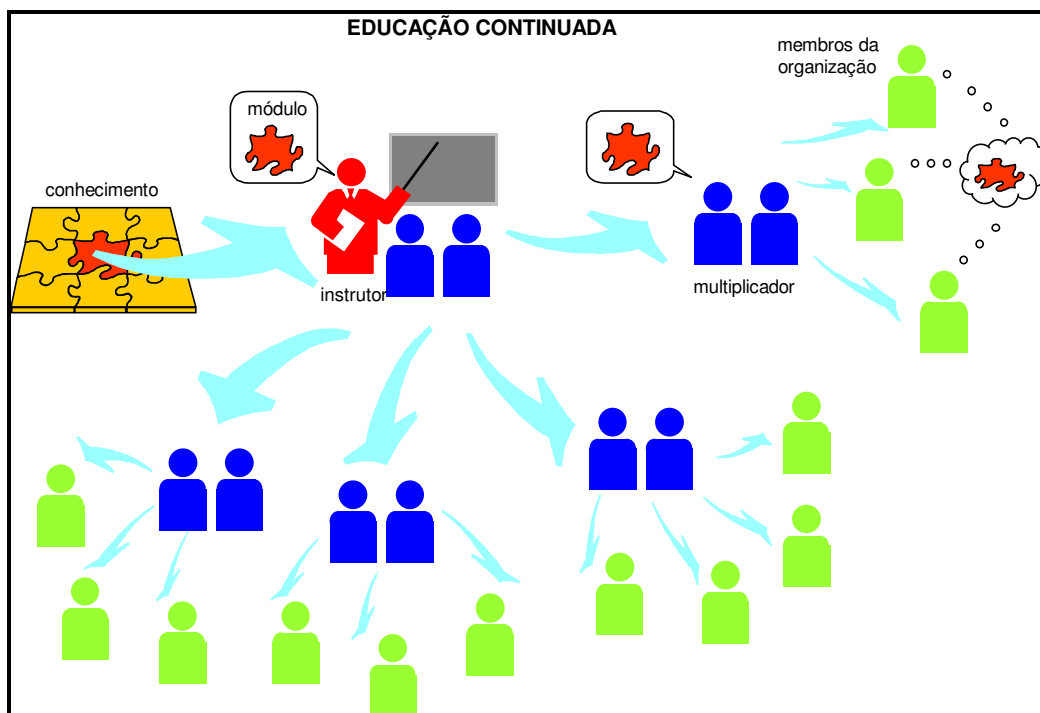 EDUCAÇÃO CONTINUADA
membros da
organização
módulo
conhecimento
instrutor
multiplicador